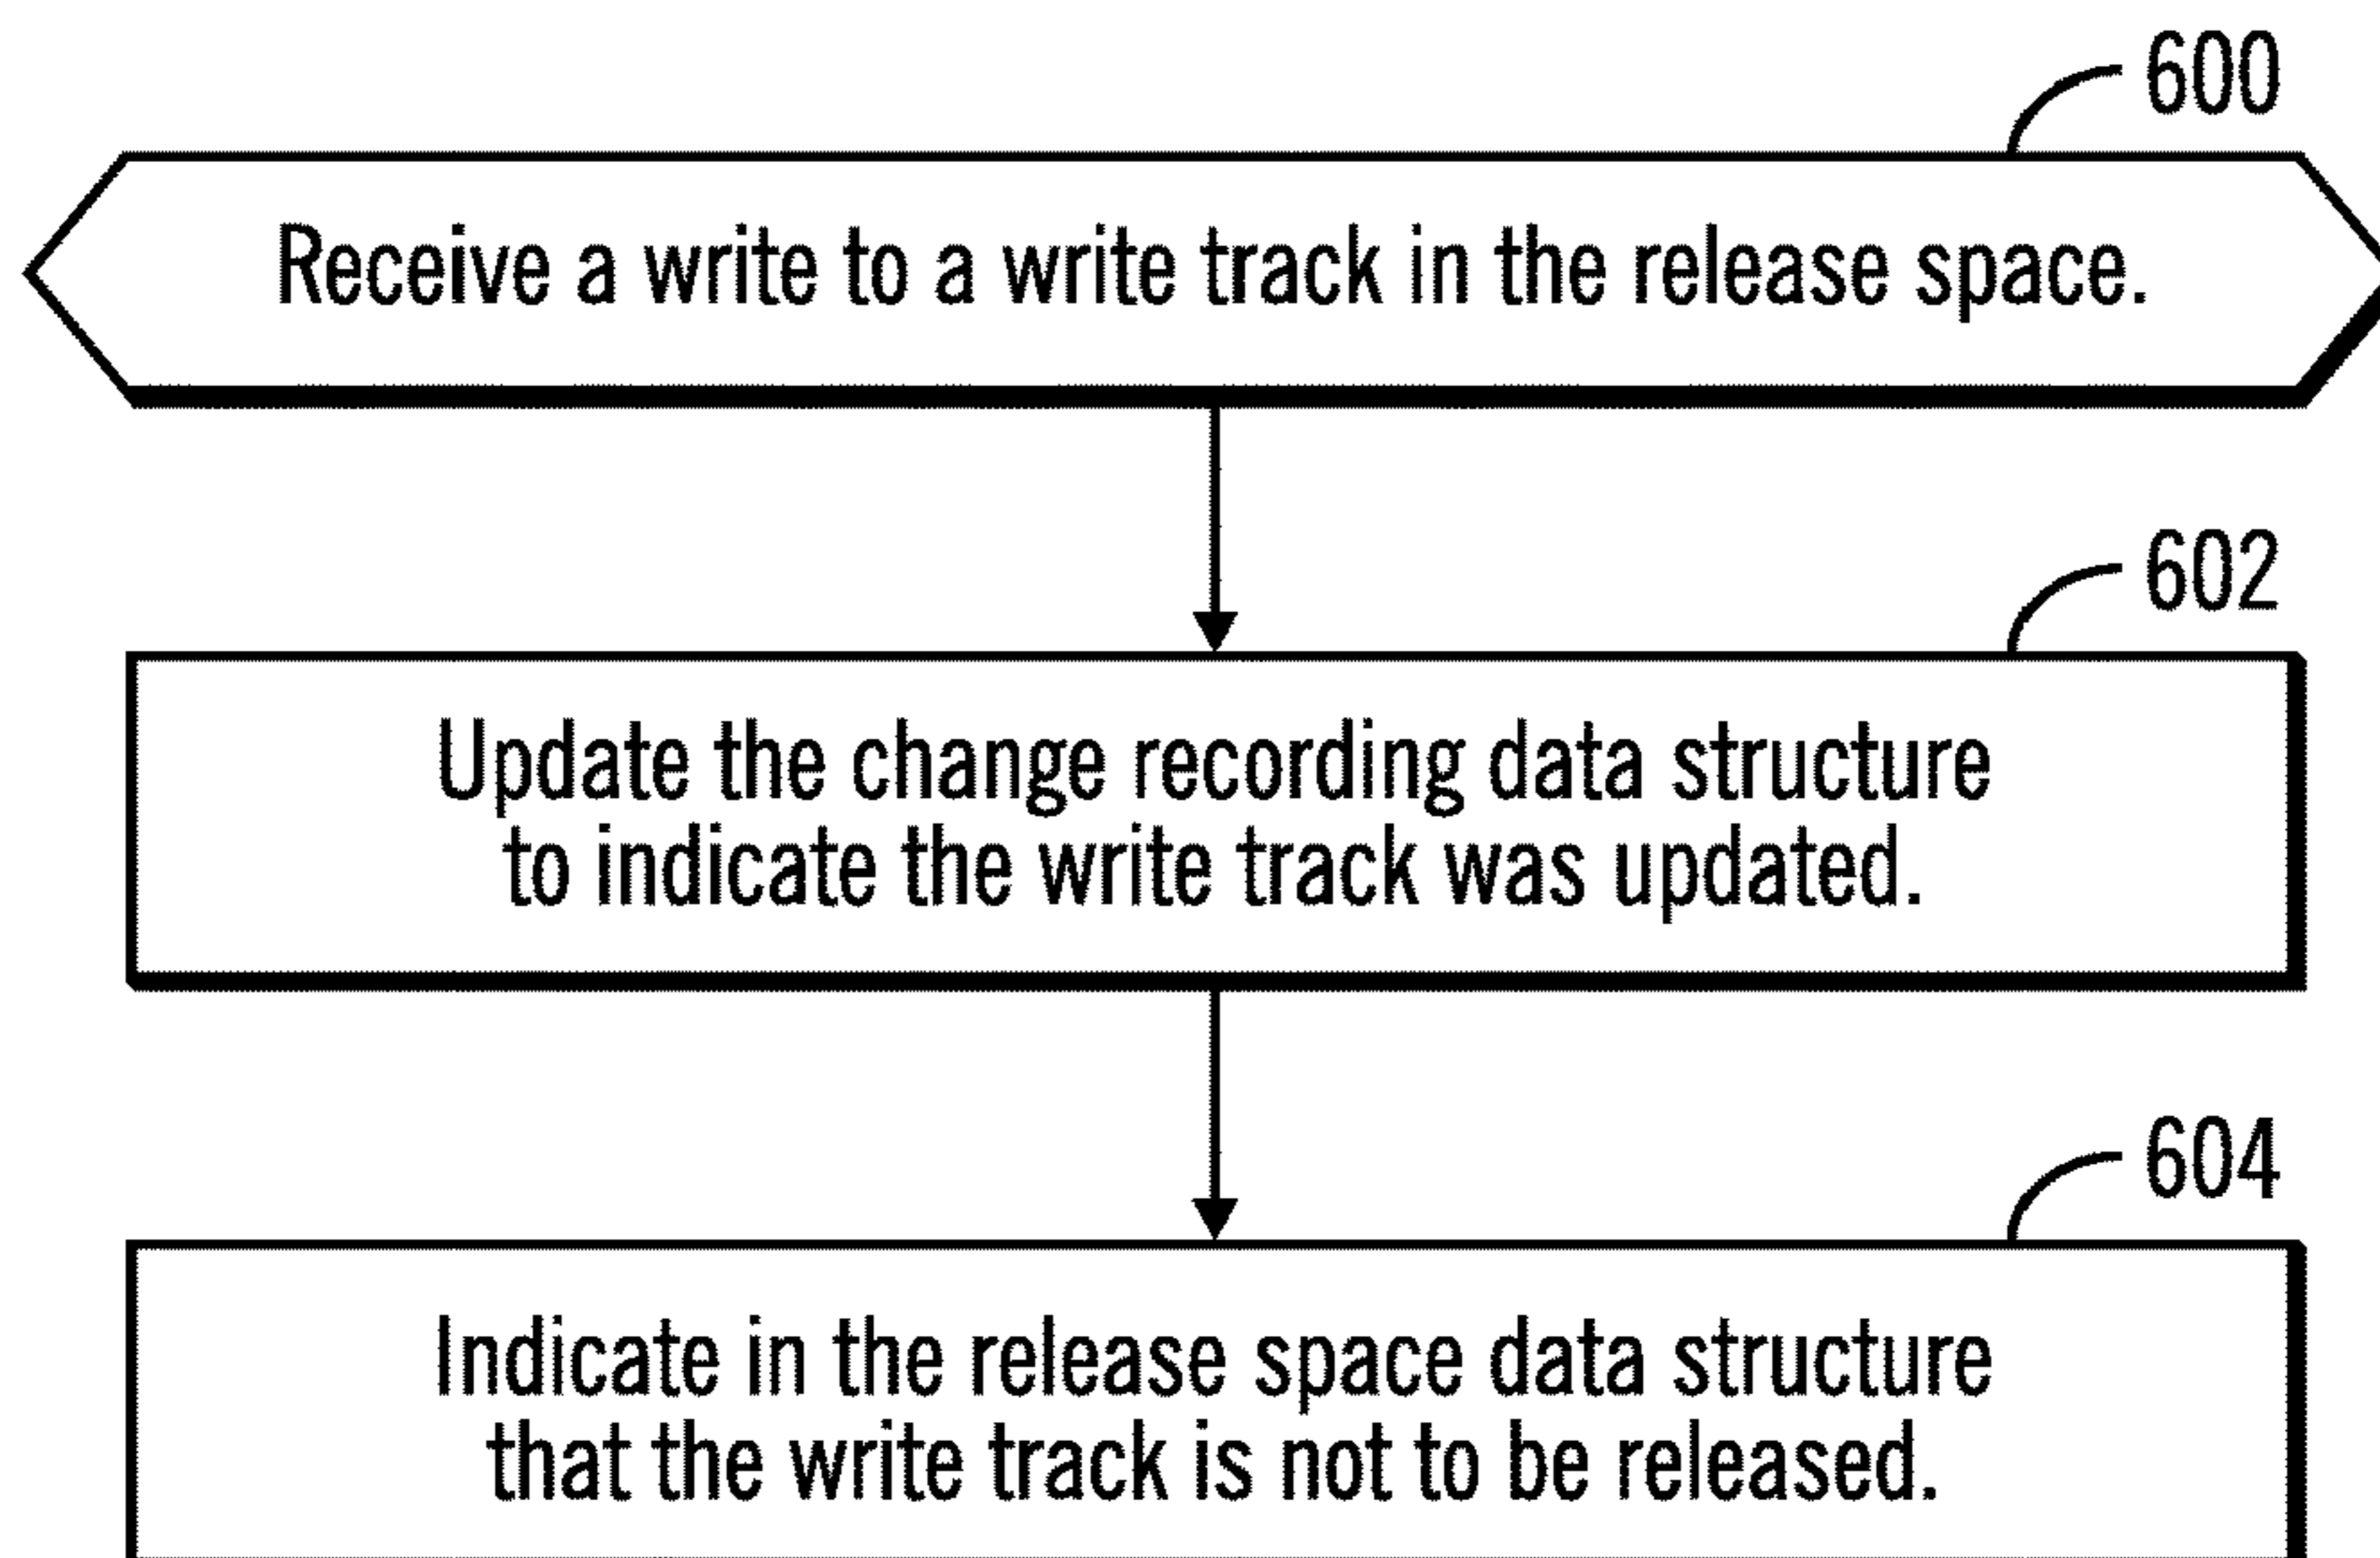 600
Receive a write to a write track in the release space.
602
Update the change recording data structure
to indicate the write track was updated.
604
Indicate in the release space data structure
that the write track is not to be released.